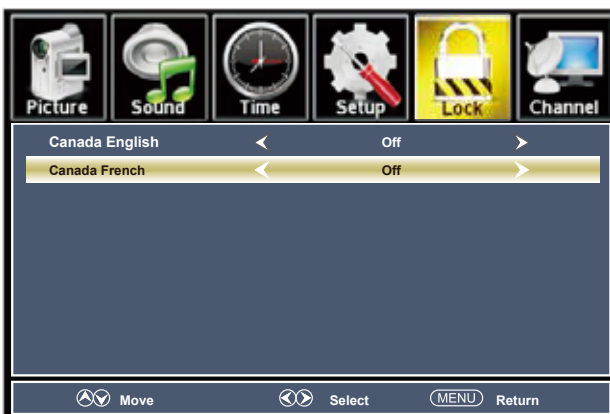 Picture Sound Time Setup Lock Channel
Canada English Off
Canada French Off
Move Select MENU Return